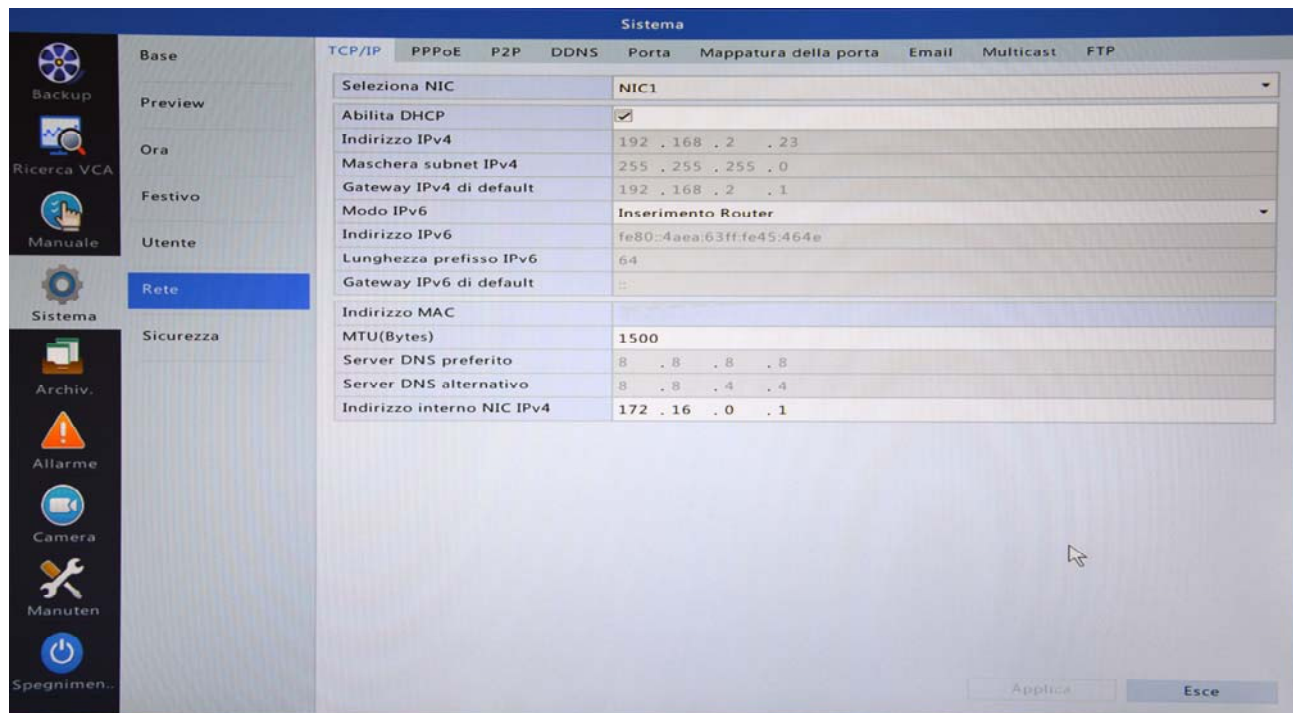 Sistema
Backup
Ricerca VCA
Manuale
Sistema
Archiv.
Allarme
Camera
Manuten
Spegnimen..
Base
Preview
Ora
Festivo
Utente
Rete
Sicurezza
TCP/IP PPPoE P2P DDNS Porta Mappatura della porta Email Multicast FTP
Seleziona NIC NIC1
Abilita DHCP
Indirizzo IPv4 192 . 168 . 2 . 23
Maschera subnet IPv4 255 . 255 . 255 . 0
Gateway IPv4 di default 192 . 168 . 2 . 1
Modo IPv6 Inserimento Router
Indirizzo IPv6 fe80::4aea:63ff:fe45:464e
Lunghezza prefisso IPv6 64
Gateway IPv6 di default ::
Indirizzo MAC
MTU(Bytes) 1500
Server DNS preferito 8 . 8 . 8 . 8
Server DNS alternativo 8 . 8 . 4 . 4
Indirizzo interno NIC IPv4 172 . 16 . 0 . 1
Applica Esce